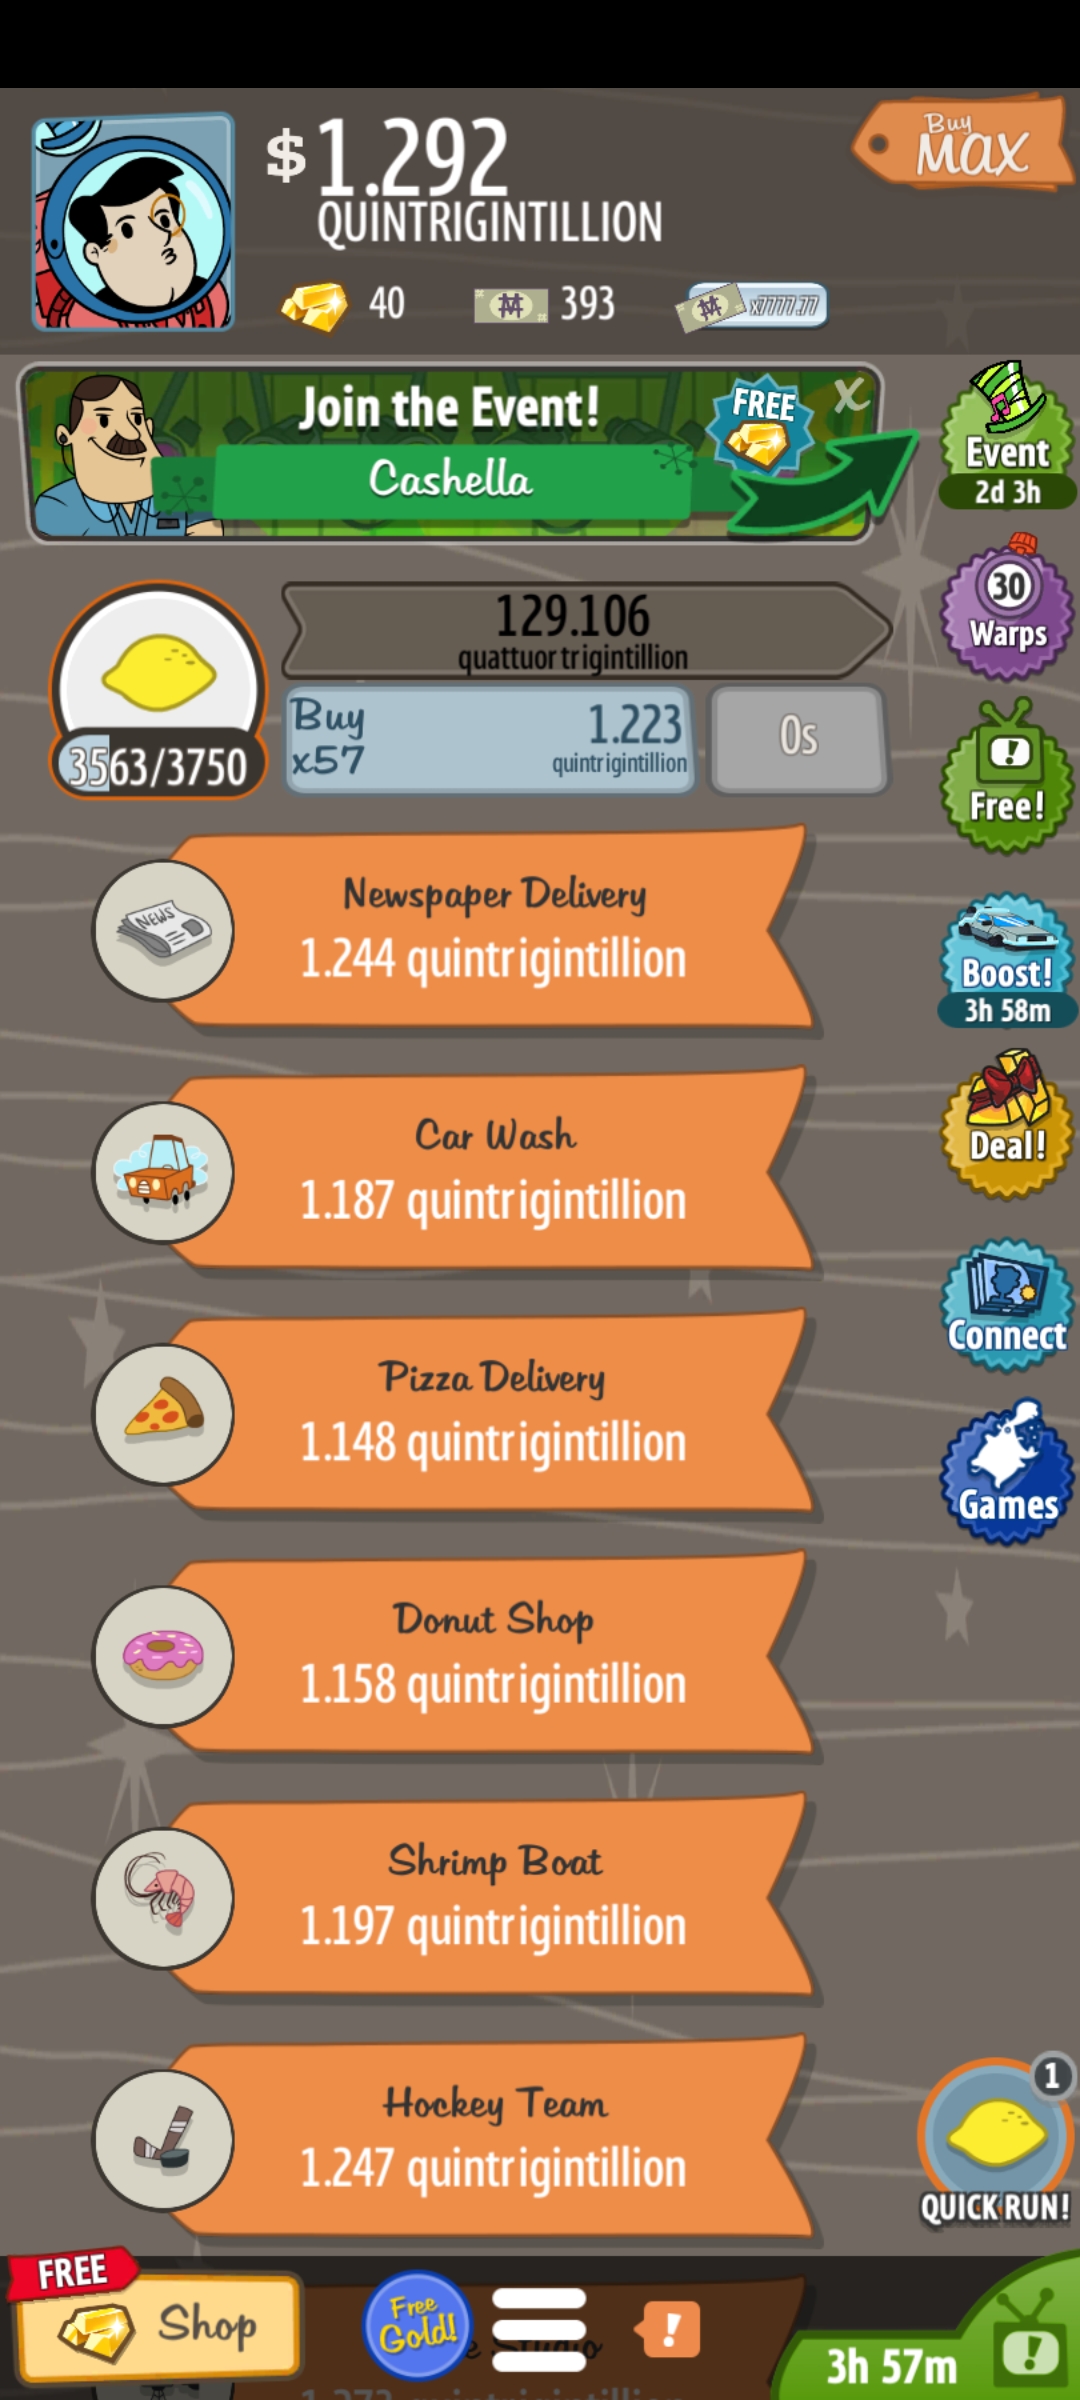 $1.292
QUINTRIGINTILLION
Buy
MAX
40
393
x7777.77
Join the Event!
Cashella
FREE
X
Event
2d 3h
30
Warps
129.106
quattuortrigintillion
Buy
x57
1.223
quintrigintillion
0s
3563/3750
Free!
Newspaper Delivery
1.244 quintrigintillion
NEWS
Boost!
3h 58m
Car Wash
1.187 quintrigintillion
Deal!
Pizza Delivery
1.148 quintrigintillion
Connect
Games
Donut Shop
1.158 quintrigintillion
Shrimp Boat
1.197 quintrigintillion
Hockey Team
1.247 quintrigintillion
1
QUICK RUN!
FREE
Shop
Free
Gold!
!
3h 57m
!